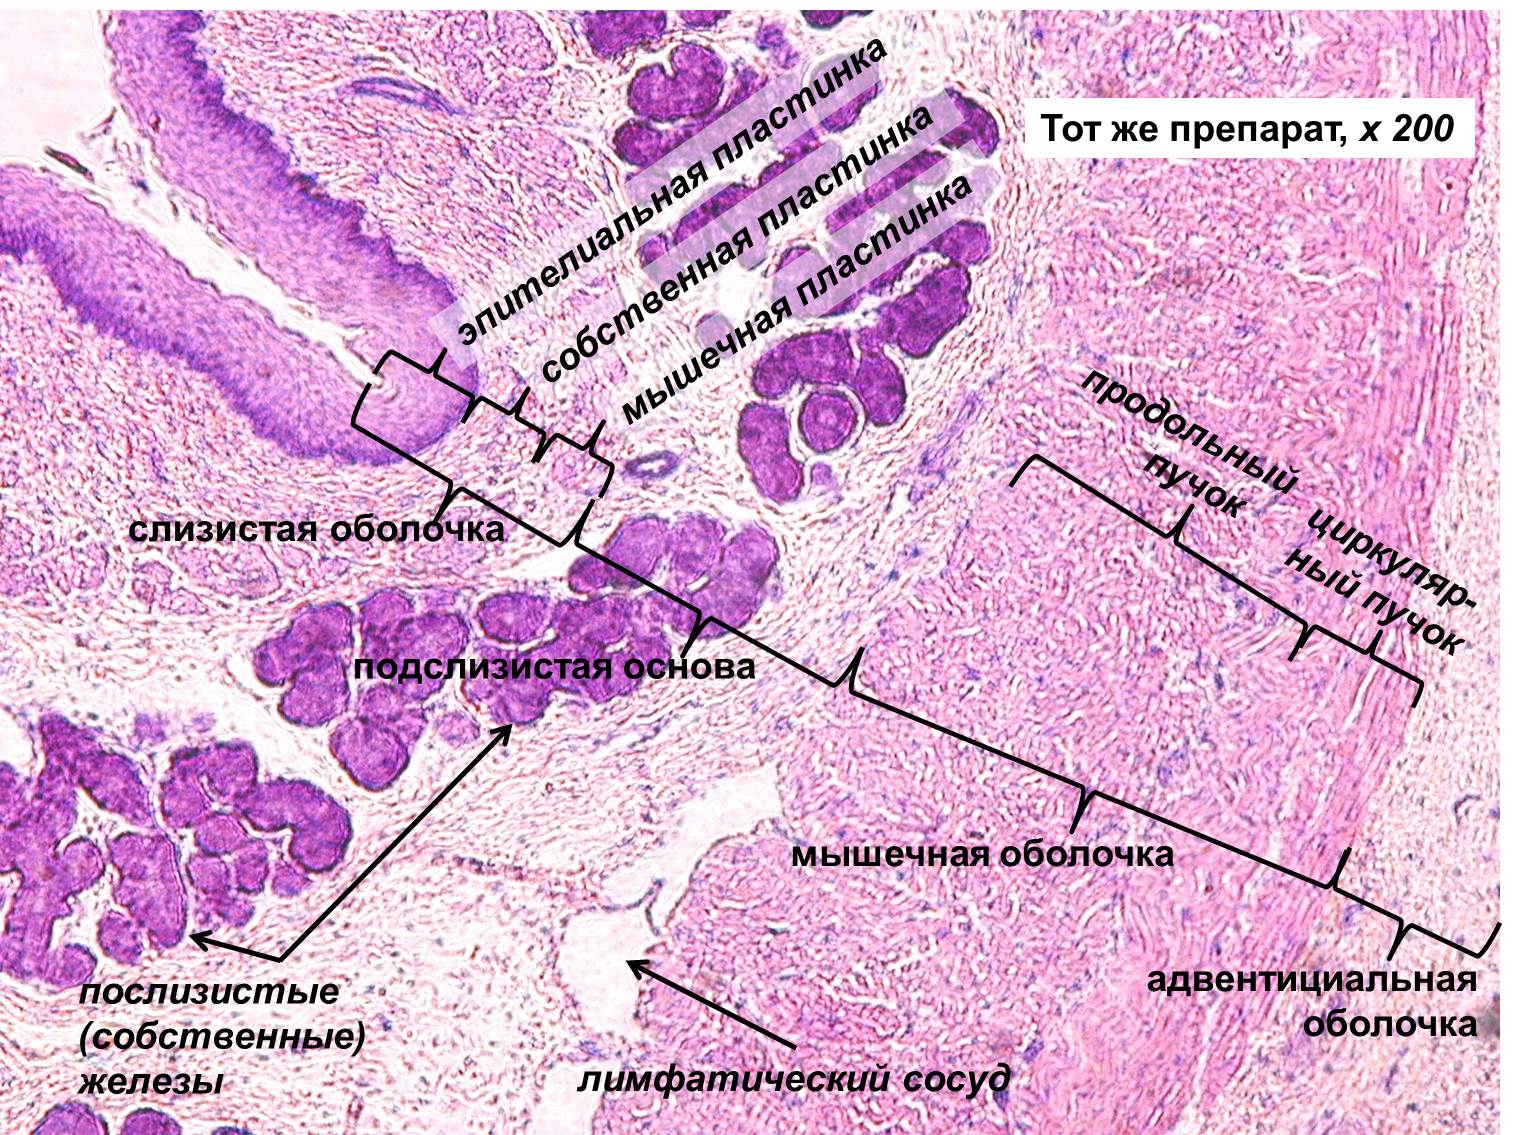 Тот же препарат, х 200
эпителиальная пластинка
собственная пластинка
мышечная пластинка
продольный
пучок
циркуляр-
ный пучок
слизистая оболочка
подслизистая основа
мышечная оболочка
адвентициальная
оболочка
послизистые
(собственные)
железы
лимфатический сосуд